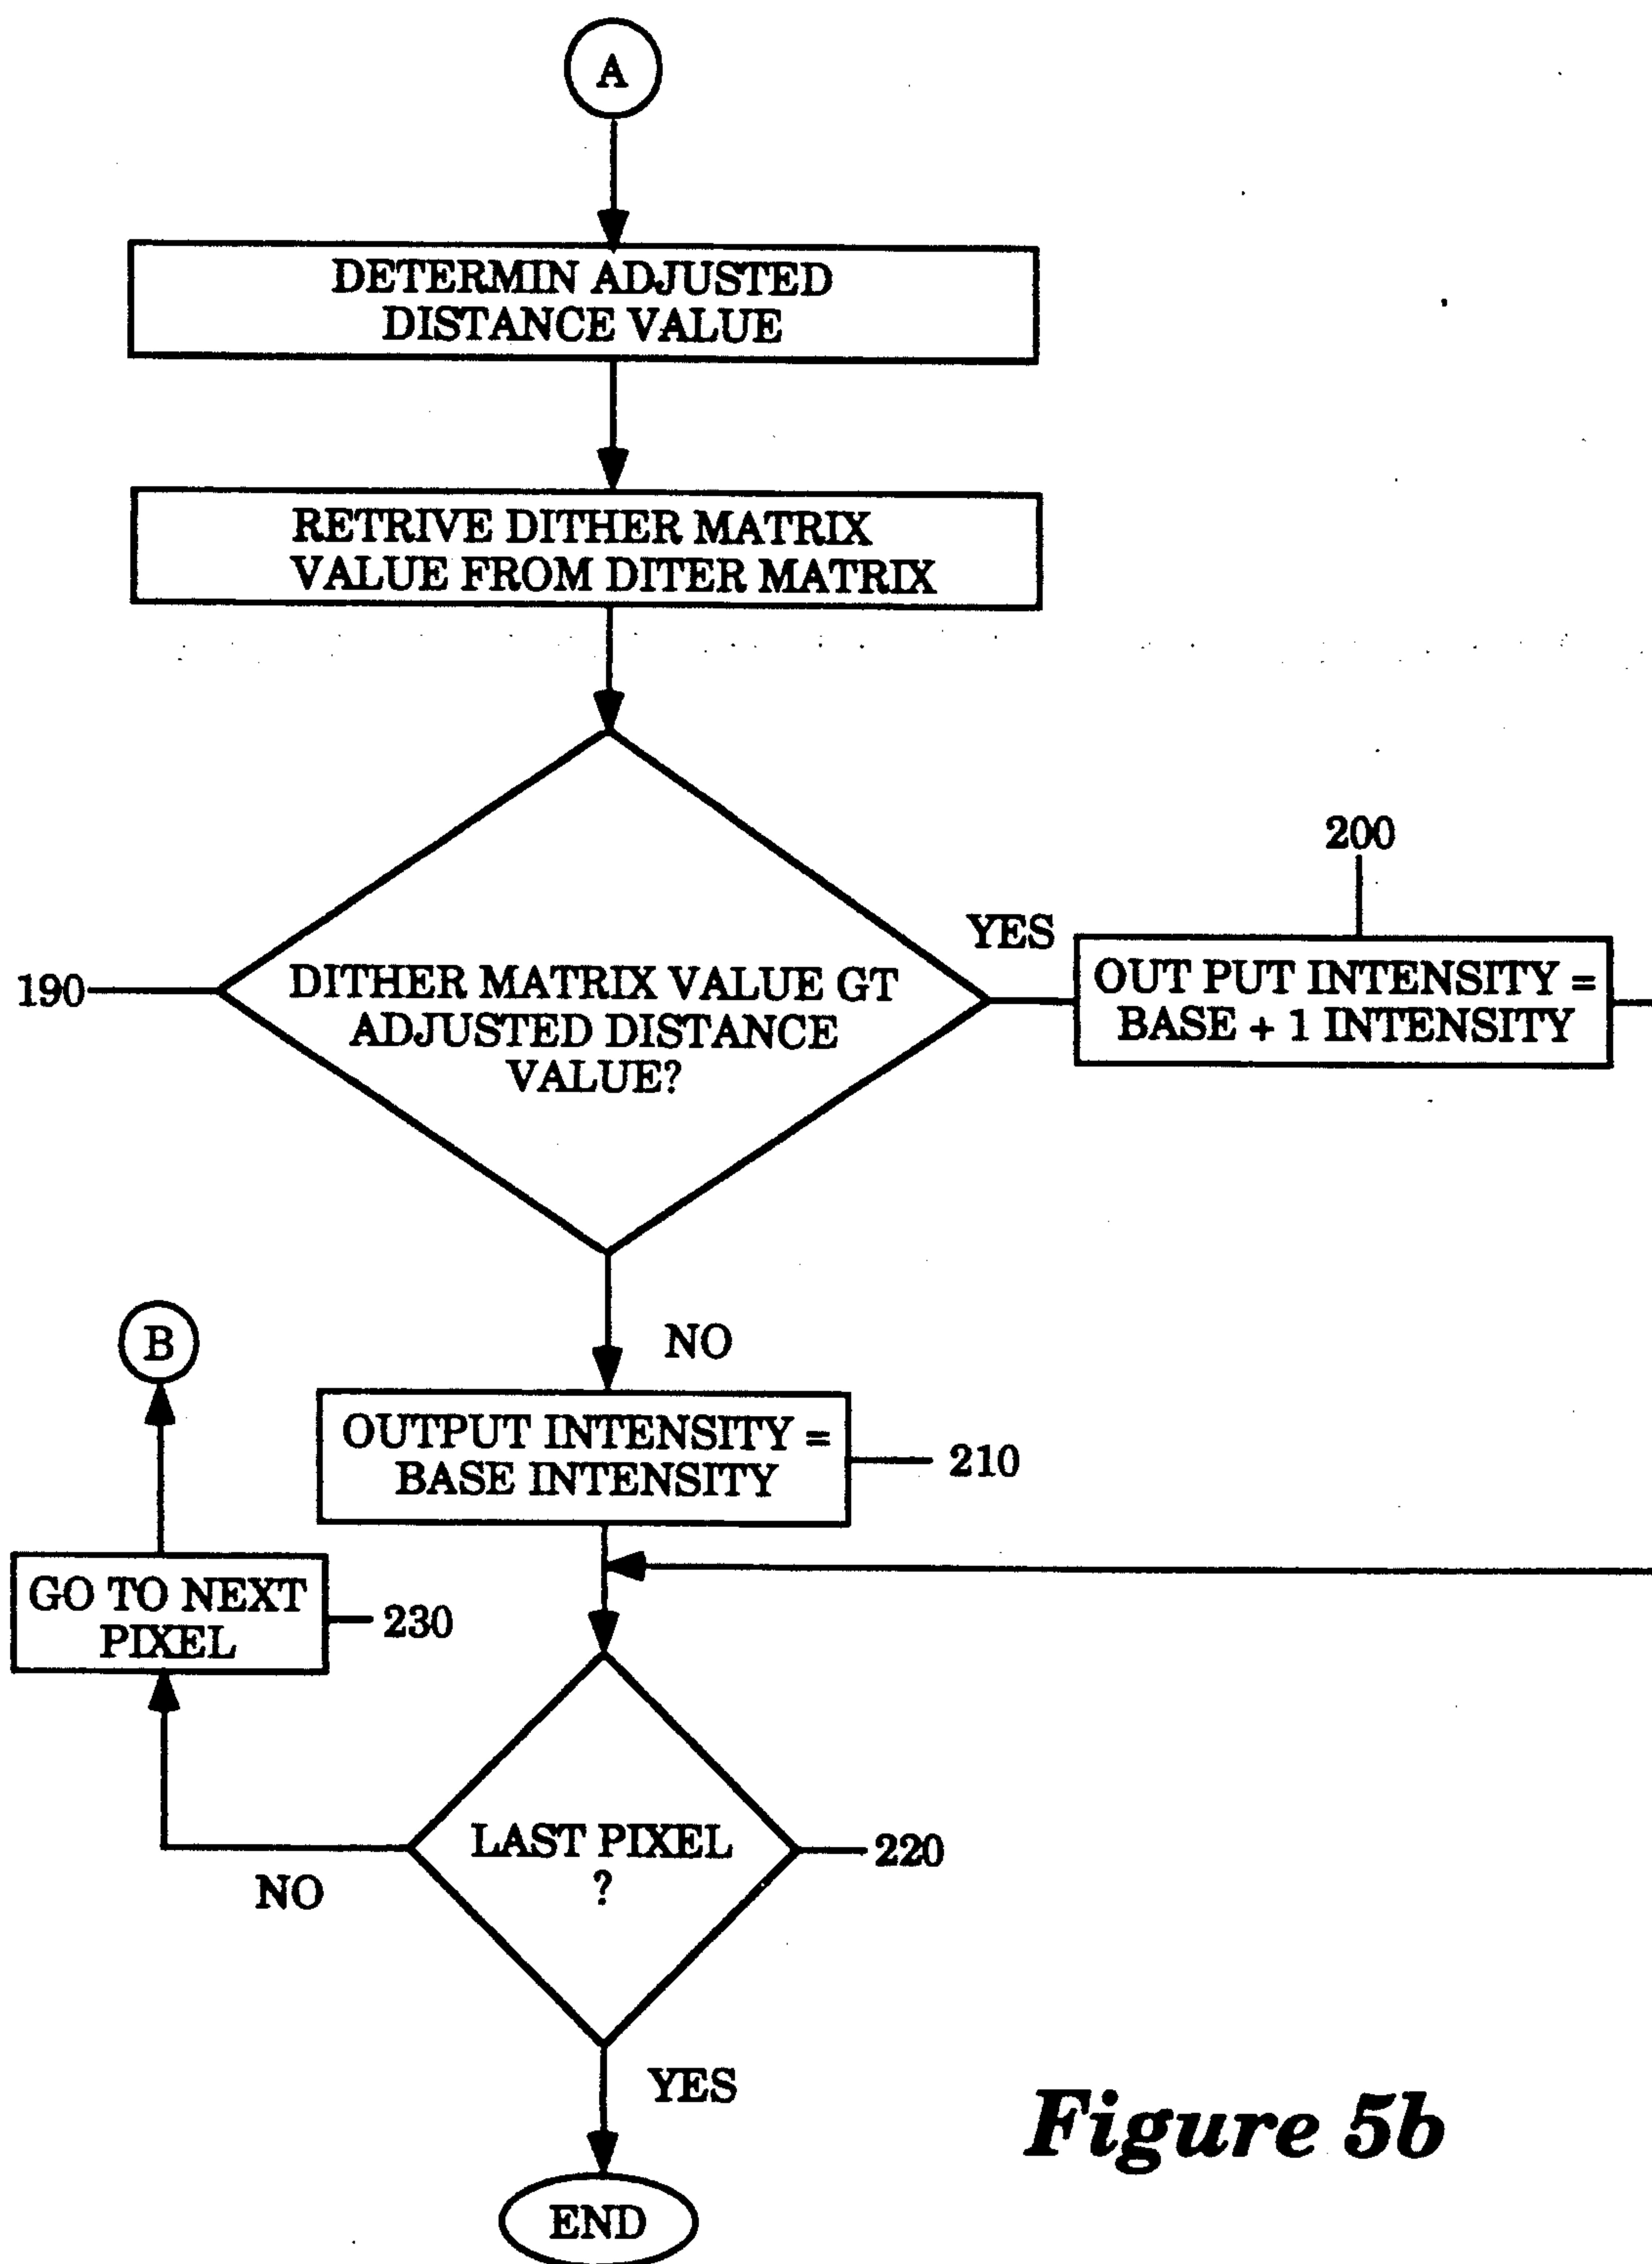 A
DETERMIN ADJUSTED
DISTANCE VALUE
RETRIVE DITHER MATRIX
VALUE FROM DITER MATRIX
200
YES
190
DITHER MATRIX VALUE GT
ADJUSTED DISTANCE
VALUE?
OUT PUT INTENSITY =
BASE + 1 INTENSITY
NO
B
OUTPUT INTENSITY =
BASE INTENSITY
210
GO TO NEXT
PIXEL
230
LAST PIXEL
?
220
NO
YES
Figure 5b
END